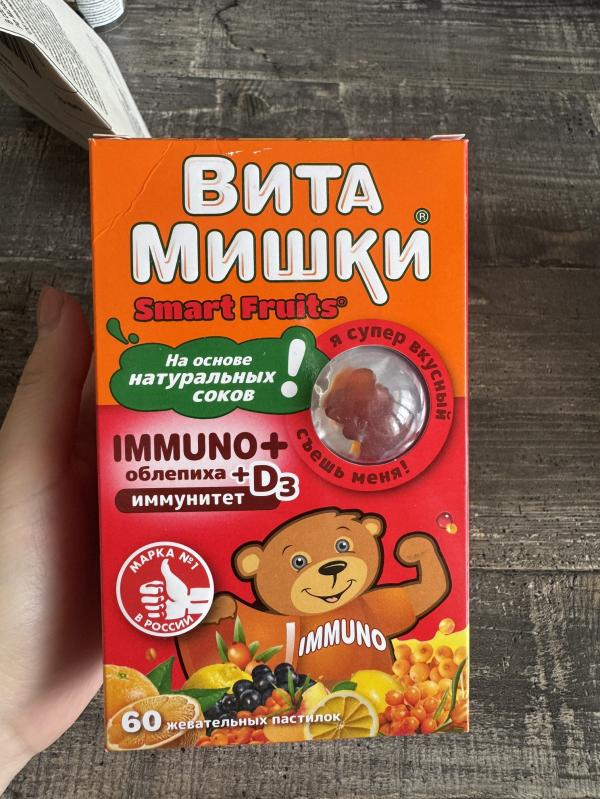 ВИТА
МИШКИ®
Smart Fruits®
На основе
натуральных
соков!
я супер вкусный
съешь меня!
IMMUNO+
облепиха +D3
иммунитет
МАРКА №1
В РОССИИ
IMMUNO
60 жевательных пастилок